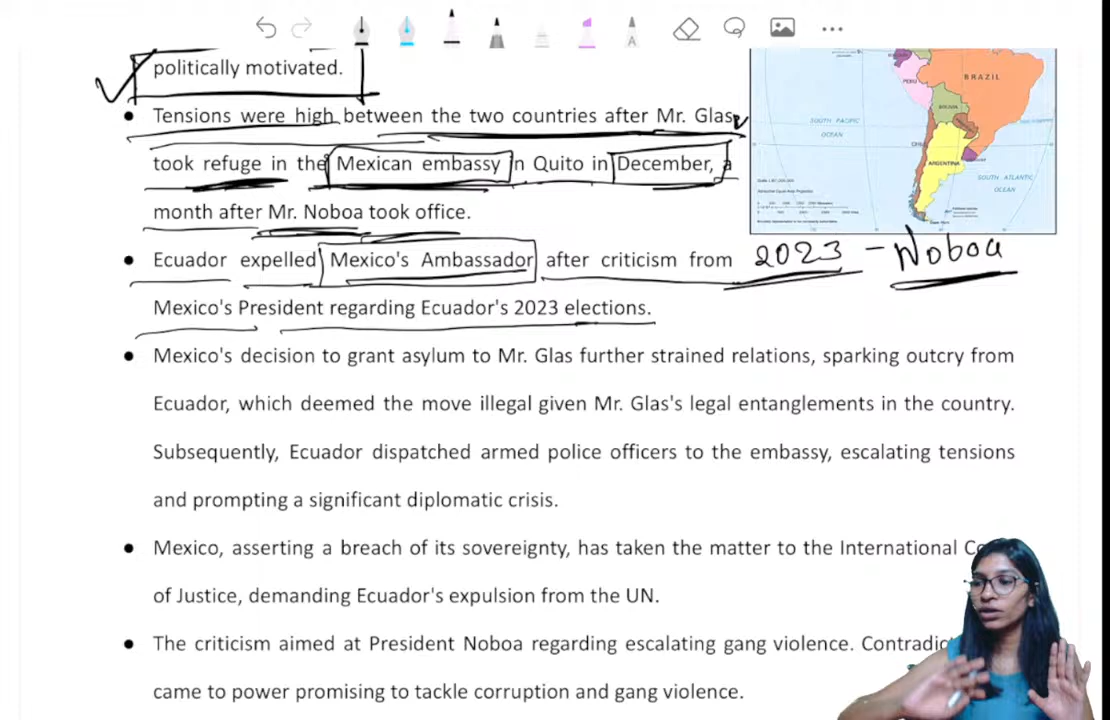 politically motivated.
Tensions were high between the two countries after Mr. Glas
took refuge in the Mexican embassy in Quito in December, a
month after Mr. Noboa took office.
Ecuador expelled Mexico's Ambassador after criticism from
2023 - Noboa
Mexico's President regarding Ecuador's 2023 elections.
Mexico's decision to grant asylum to Mr. Glas further strained relations, sparking outcry from
Ecuador, which deemed the move illegal given Mr. Glas's legal entanglements in the country.
Subsequently, Ecuador dispatched armed police officers to the embassy, escalating tensions
and prompting a significant diplomatic crisis.
Mexico, asserting a breach of its sovereignty, has taken the matter to the International
of Justice, demanding Ecuador's expulsion from the UN.
The criticism aimed at President Noboa regarding escalating gang violence.
came to power promising to tackle corruption and gang violence.
BRAZIL
PERU
BOLIVIA
SOUTH PACIFIC
OCEAN
ARGENTINA
SOUTH ATLANTIC
OCEAN
A